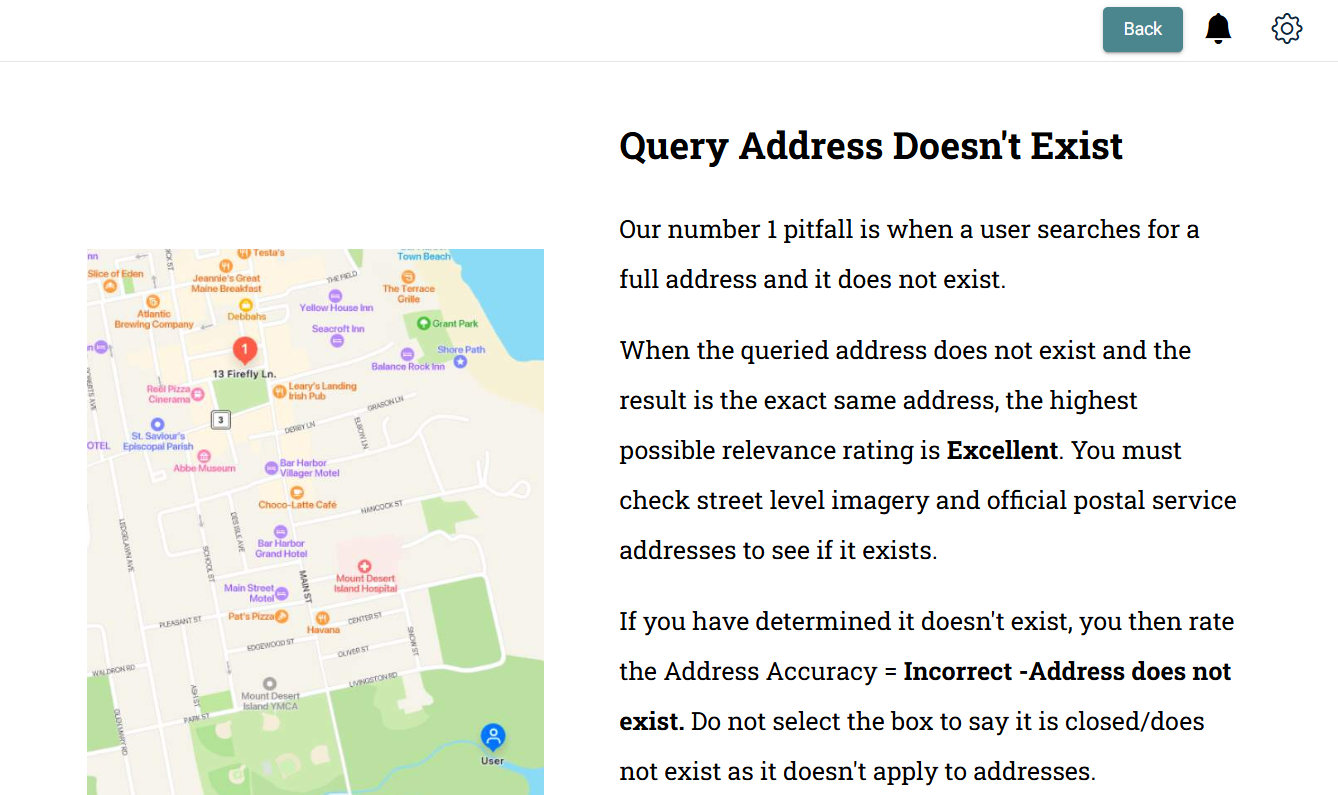 Back
Query Address Doesn't Exist
Our number 1 pitfall is when a user searches for a
full address and it does not exist.
When the queried address does not exist and the
result is the exact same address, the highest
possible relevance rating is Excellent. You must
check street level imagery and official postal service
addresses to see if it exists.
If you have determined it doesn't exist, you then rate
the Address Accuracy = Incorrect -Address does not
exist. Do not select the box to say it is closed/does
not exist as it doesn't apply to addresses.
Testa's
Town Beach
Slice of Eden
Jeannie's Great
Maine Breakfast
THE FIELD
The Terrace
Grille
Atlantic
Brewing Company
Debbahs
Yellow House Inn
Seacroft Inn
Grant Park
1
13 Firefly Ln.
Shore Path
Balance Rock Inn
Reel Pizza
Cinerama
Leary's Landing
Irish Pub
3
GRASON LN
DERBY LN
ELBOW LN
OTEL
St. Saviour's
Episcopal Parish
Abbe Museum
Bar Harbor
Villager Motel
Choco-Latte Café
HANCOCK ST
LEDGELAWN AVE
DES ISLE AVE
SCHOOL ST
Bar Harbor
Grand Hotel
MAIN ST
Mount Desert
Island Hospital
Main Street
Motel
Pat's Pizza
Havana
CENTER ST
PLEASANT ST
EDGEWOOD ST
OLIVER ST
SNOW ST
WALDRON RD
LIVINGSTON RD
ASH ST
Mount Desert
Island YMCA
PARK ST
GLEN MARY RD
User